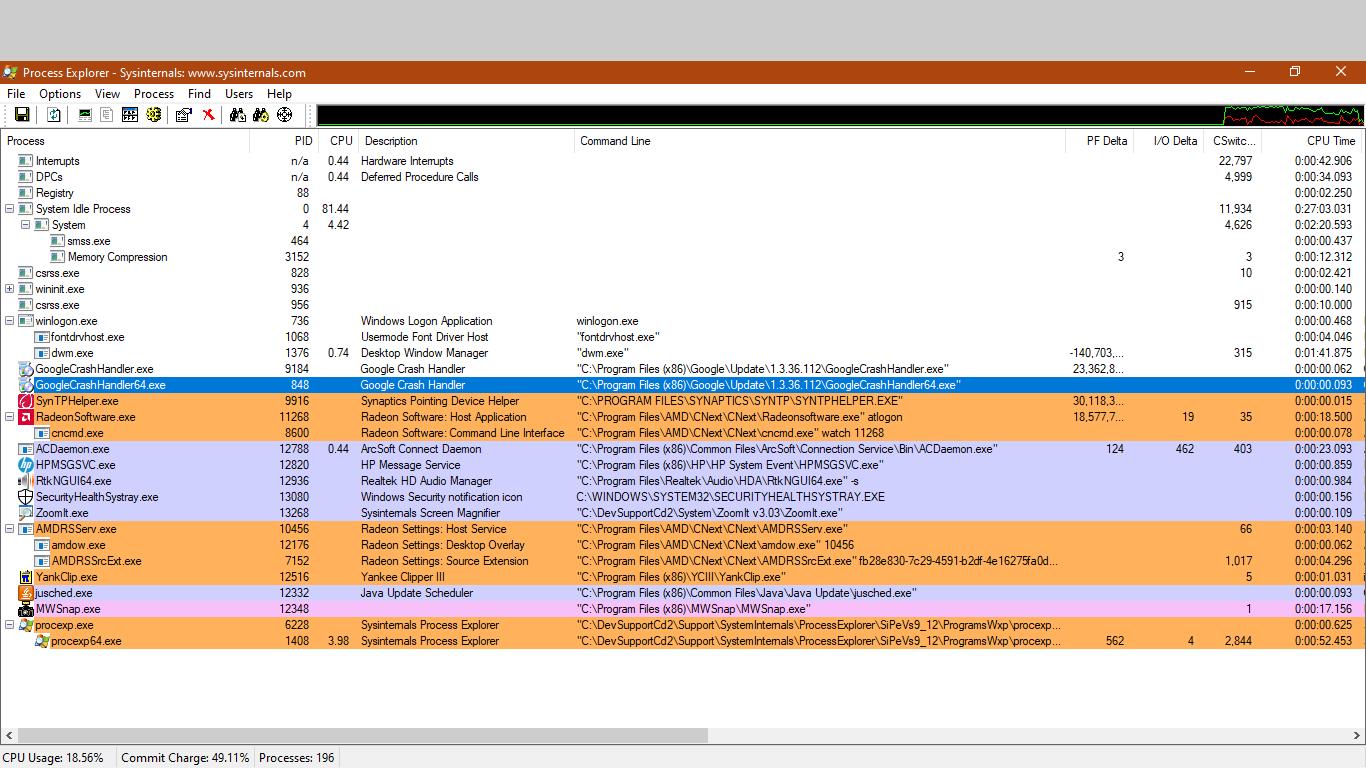 Process Explorer - Sysinternals: www.sysinternals.com
File Options View Process Find Users Help
Process PID CPU Description Command Line PF Delta I/O Delta CSwitc... CPU Time
Interrupts n/a 0.44 Hardware Interrupts 22,797 0:00:42.906
DPCs n/a 0.44 Deferred Procedure Calls 4,999 0:00:34.093
Registry 88 0:00:02.250
System Idle Process 0 81.44 11,934 0:27:03.031
System 4 4.42 4,626 0:02:20.593
smss.exe 464 0:00:00.437
Memory Compression 3152 3 3 0:00:12.312
csrss.exe 828 10 0:00:02.421
wininit.exe 936 0:00:00.140
csrss.exe 956 915 0:00:10.000
winlogon.exe 736 Windows Logon Application winlogon.exe 0:00:00.468
fontdrvhost.exe 1068 Usermode Font Driver Host "fontdrvhost.exe" 0:00:04.046
dwm.exe 1376 0.74 Desktop Window Manager "dwm.exe" -140,703,... 315 0:01:41.875
GoogleCrashHandler.exe 9184 Google Crash Handler "C:\Program Files (x86)\Google\Update\1.3.36.112\GoogleCrashHandler.exe" 23,362,8... 0:00:00.062
GoogleCrashHandler64.exe 848 Google Crash Handler "C:\Program Files (x86)\Google\Update\1.3.36.112\GoogleCrashHandler64.exe" 0:00:00.093
SynTPHelper.exe 9916 Synaptics Pointing Device Helper "C:\PROGRAM FILES\SYNAPTICS\SYNTP\SYNTPHELPER.EXE" 30,118,3... 0:00:00.015
RadeonSoftware.exe 11268 Radeon Software: Host Application "C:\Program Files\AMD\CNext\CNext\Radeonsoftware.exe" atlogon 18,577,7... 19 35 0:00:18.500
cncmd.exe 8600 Radeon Software: Command Line Interface "C:\Program Files\AMD\CNext\CNext\cncmd.exe" watch 11268 0:00:00.078
ACDaemon.exe 12788 0.44 ArcSoft Connect Daemon "C:\Program Files (x86)\Common Files\ArcSoft\Connection Service\Bin\ACDaemon.exe" 124 462 403 0:00:23.093
HPMSGSVC.exe 12820 HP Message Service "C:\Program Files (x86)\HP\HP System Event\HPMSGSVC.exe" 0:00:00.859
RtkNGUI64.exe 12936 Realtek HD Audio Manager "C:\Program Files\Realtek\Audio\HDA\RtkNGUI64.exe" -s 0:00:00.984
SecurityHealthSystray.exe 13080 Windows Security notification icon C:\WINDOWS\SYSTEM32\SECURITYHEALTHSYSTRAY.EXE 0:00:00.156
ZoomIt.exe 13268 Sysinternals Screen Magnifier "C:\DevSupportCd2\System\ZoomIt v3.03\ZoomIt.exe" 0:00:00.109
AMDRSServ.exe 10456 Radeon Settings: Host Service "C:\Program Files\AMD\CNext\CNext\AMDRSServ.exe" 66 0:00:03.140
amdow.exe 12176 Radeon Settings: Desktop Overlay "C:\Program Files\AMD\CNext\CNext\amdow.exe" 10456 0:00:00.062
AMDRSSrcExt.exe 7152 Radeon Settings: Source Extension "C:\Program Files\AMD\CNext\CNext\AMDRSSrcExt.exe" fb28e830-7c29-4591-b2df-4e16275fa0d... 1,017 0:00:04.296
YankClip.exe 12516 Yankee Clipper III "C:\Program Files (x86)\YCIII\YankClip.exe" 5 0:00:01.031
jusched.exe 12332 Java Update Scheduler "C:\Program Files (x86)\Common Files\Java\Java Update\jusched.exe" 0:00:00.093
MWSnap.exe 12348 "C:\Program Files (x86)\MWSnap\MWSnap.exe" 1 0:00:17.156
procexp.exe 6228 Sysinternals Process Explorer "C:\DevSupportCd2\Support\SystemInternals\ProcessExplorer\SiPeVs9_12\ProgramsWxp\procexp... 0:00:00.625
procexp64.exe 1408 3.98 Sysinternals Process Explorer "C:\DevSupportCd2\Support\SystemInternals\ProcessExplorer\SiPeVs9_12\ProgramsWxp\procexp... 562 4 2,844 0:00:52.453
CPU Usage: 18.56% Commit Charge: 49.11% Processes: 196